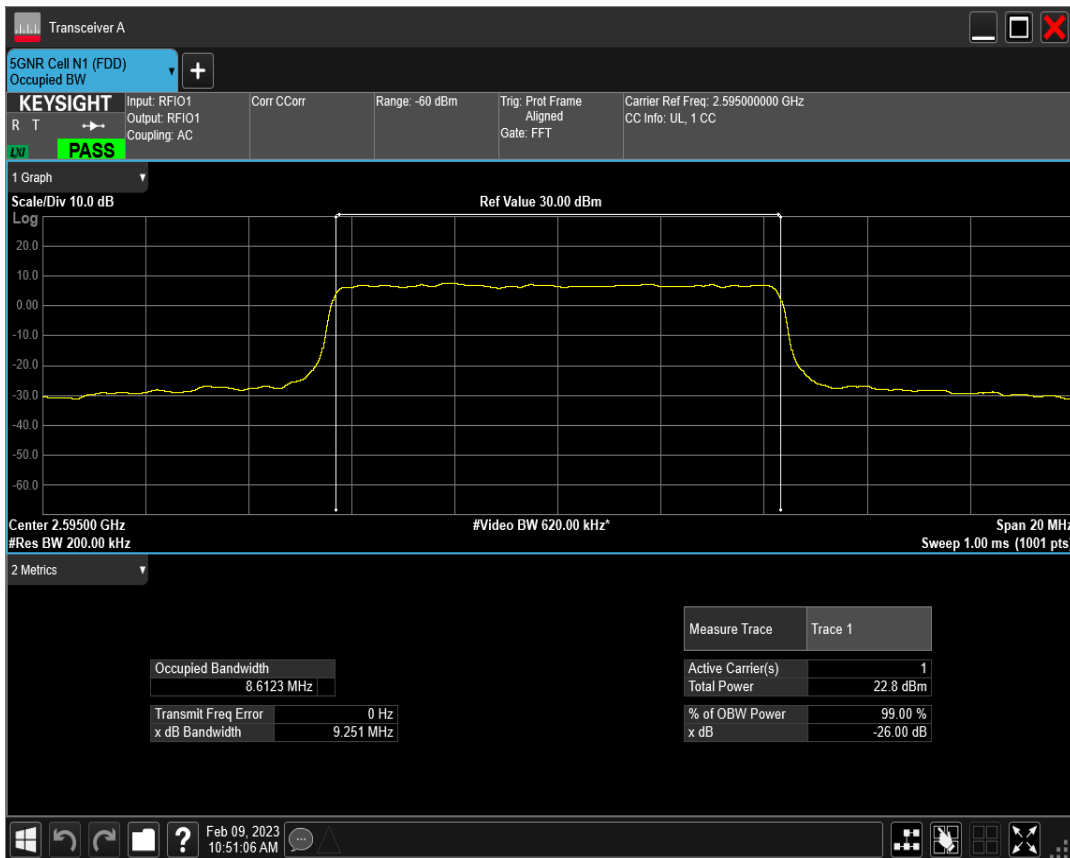 Transceiver A
5GNR Cell N1 (FDD)
Occupied BW
+
KEYSIGHT
R T
LXI
PASS
Input: RFIO1
Output: RFIO1
Coupling: AC
Corr CCorr
Range: -60 dBm
Trig: Prot Frame
Aligned
Gate: FFT
Carrier Ref Freq: 2.595000000 GHz
CC Info: UL, 1 CC
1 Graph
Scale/Div 10.0 dB
Ref Value 30.00 dBm
Log
20.0
10.0
0.00
-10.0
-20.0
-30.0
-40.0
-50.0
-60.0
Center 2.59500 GHz
#Video BW 620.00 kHz*
Span 20 MHz
#Res BW 200.00 kHz
Sweep 1.00 ms (1001 pts)
2 Metrics
Measure Trace Trace 1
Occupied Bandwidth
8.6123 MHz
Active Carrier(s) 1
Total Power 22.8 dBm
Transmit Freq Error 0 Hz
x dB Bandwidth 9.251 MHz
% of OBW Power 99.00 %
x dB -26.00 dB
?
Feb 09, 2023
10:51:06 AM